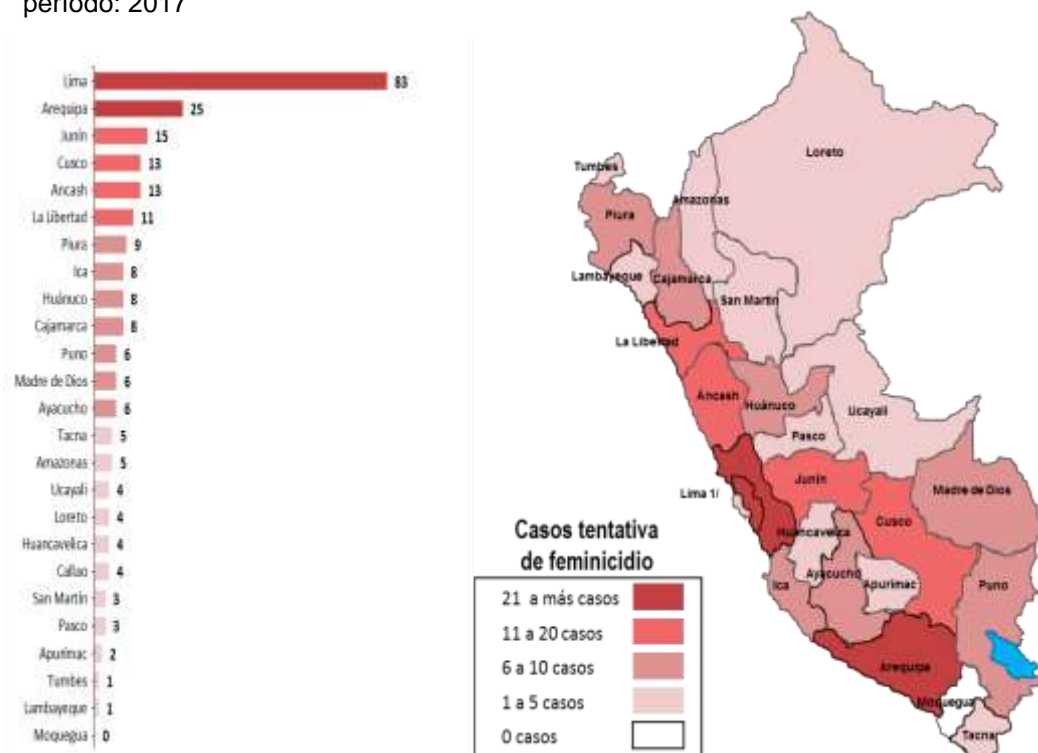 período: 2017
Lima 83
Arequipa 25
Junín 15
Cusco 13
Ancash 13
La Libertad 11
Piura 9
Ica 8
Huánuco 8
Cajamarca 8
Puno 6
Madre de Dios 6
Ayacucho 6
Tacna 5
Amazonas 5
Ucayali 4
Loreto 4
Huancavelica 4
Callao 4
San Martín 3
Pasco 3
Apurímac 2
Tumbes 1
Lambayeque 1
Moquegua 0
Loreto
Tumbes
Amazonas
Piura
Lambayeque
Cajamarca
San Martín
La Libertad
Áncash
Huánuco
Ucayali
Pasco
Junín
Madre de Dios
Lima 1/
Cusco
Huancavelica
Ayacucho
Apurímac
Ica
Puno
Arequipa
Moquegua
Tacna
Casos tentativa
de feminicidio
21 a más casos
11 a 20 casos
6 a 10 casos
1 a 5 casos
0 casos